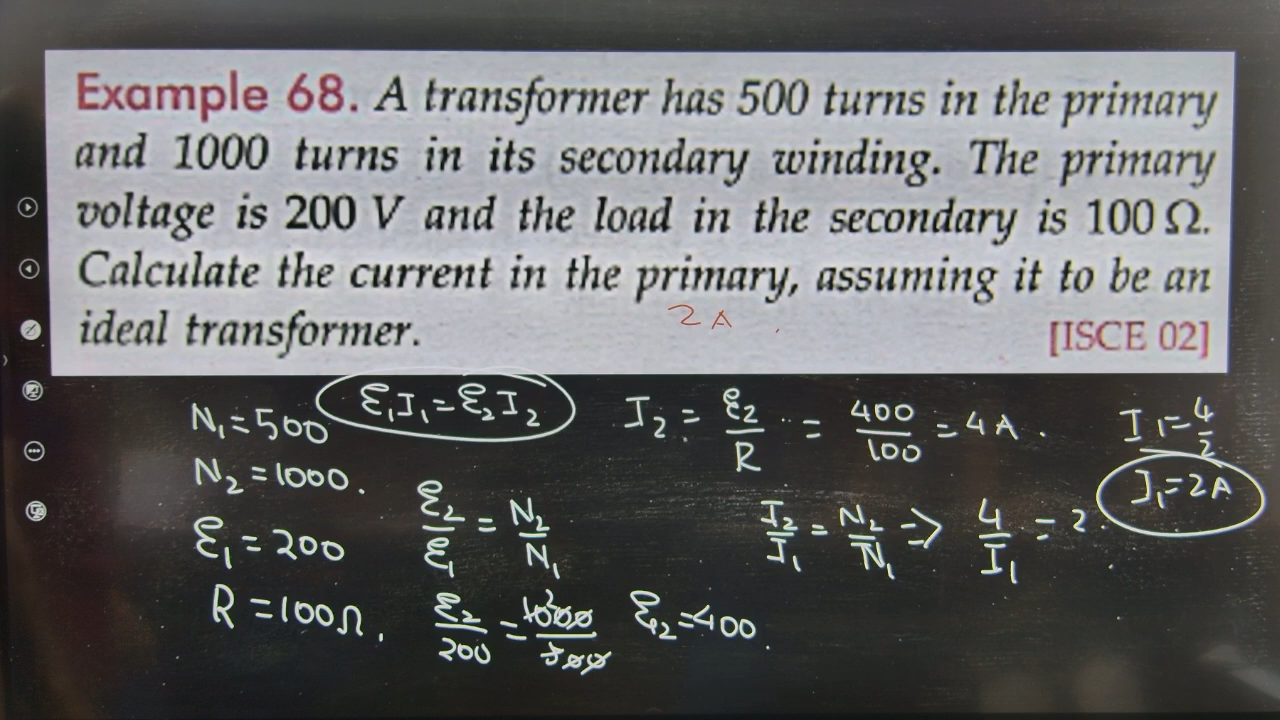 Example 68. A transformer has 500 turns in the primary
and 1000 turns in its secondary winding. The primary
voltage is 200 V and the load in the secondary is 100 Ω.
Calculate the current in the primary, assuming it to be an
ideal transformer. [ISCE 02]
2A
N₁=500
N₂=1000.
ε₁=200
R=100Ω.
ε₁I₁=ε₂I₂
ε₂/ε₁ = N₂/N₁
ε₂/200 = 1000/500
2
ε₂=400
I₂ = ε₂/R = 400/100 = 4A.
I₂/I₁ = N₂/N₁ => 4/I₁ = 2
I₁=4/2
I₁=2A